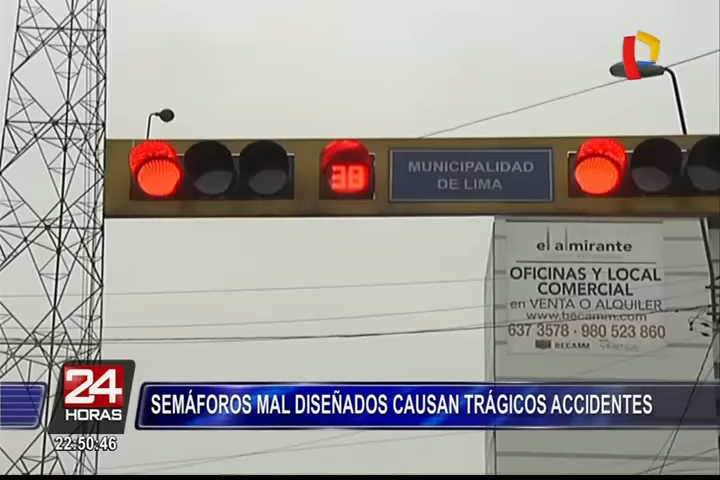 38
MUNICIPALIDAD
DE LIMA
el almirante
OFICINAS Y LOCAL
COMERCIAL
en VENTA O ALQUILER
www.becamm.com
637 3578 - 980 523 860
BECAMM
24
HORAS
SEMÁFOROS MAL DISEÑADOS CAUSAN TRÁGICOS ACCIDENTES
22:50:46